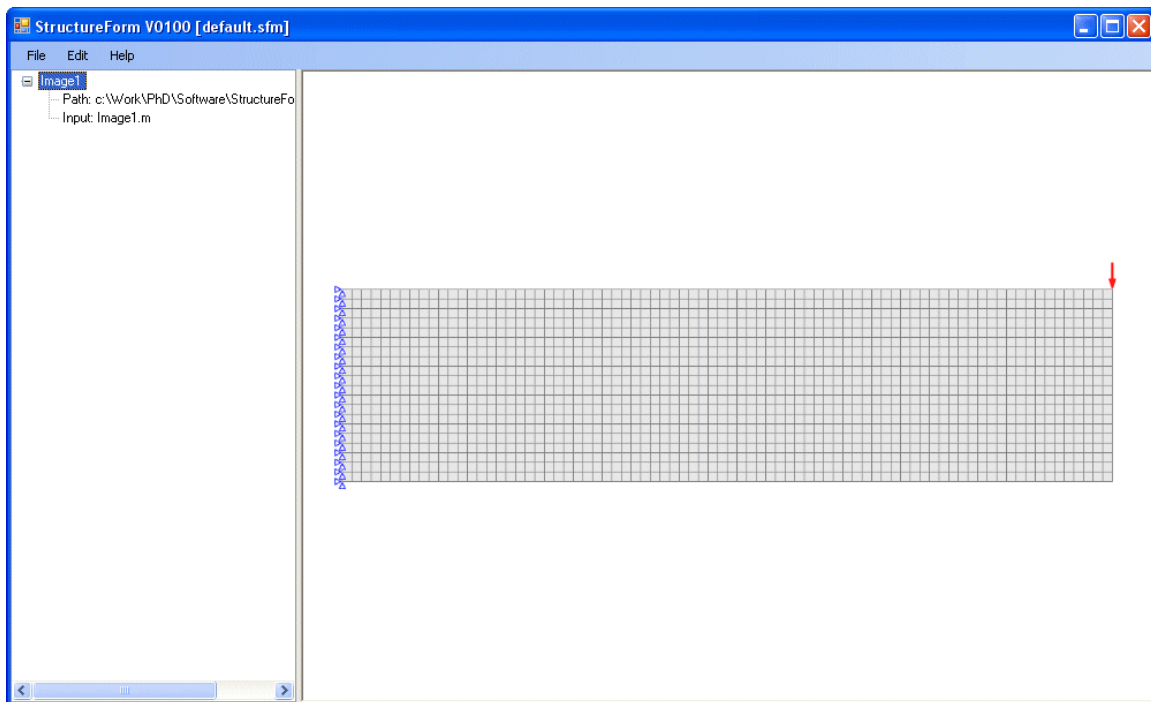 StructureForm V0100 [default.sfm]
File Edit Help
Image1
Path: c:\Work\PhD\Software\StructureFo
Input: Image1.m